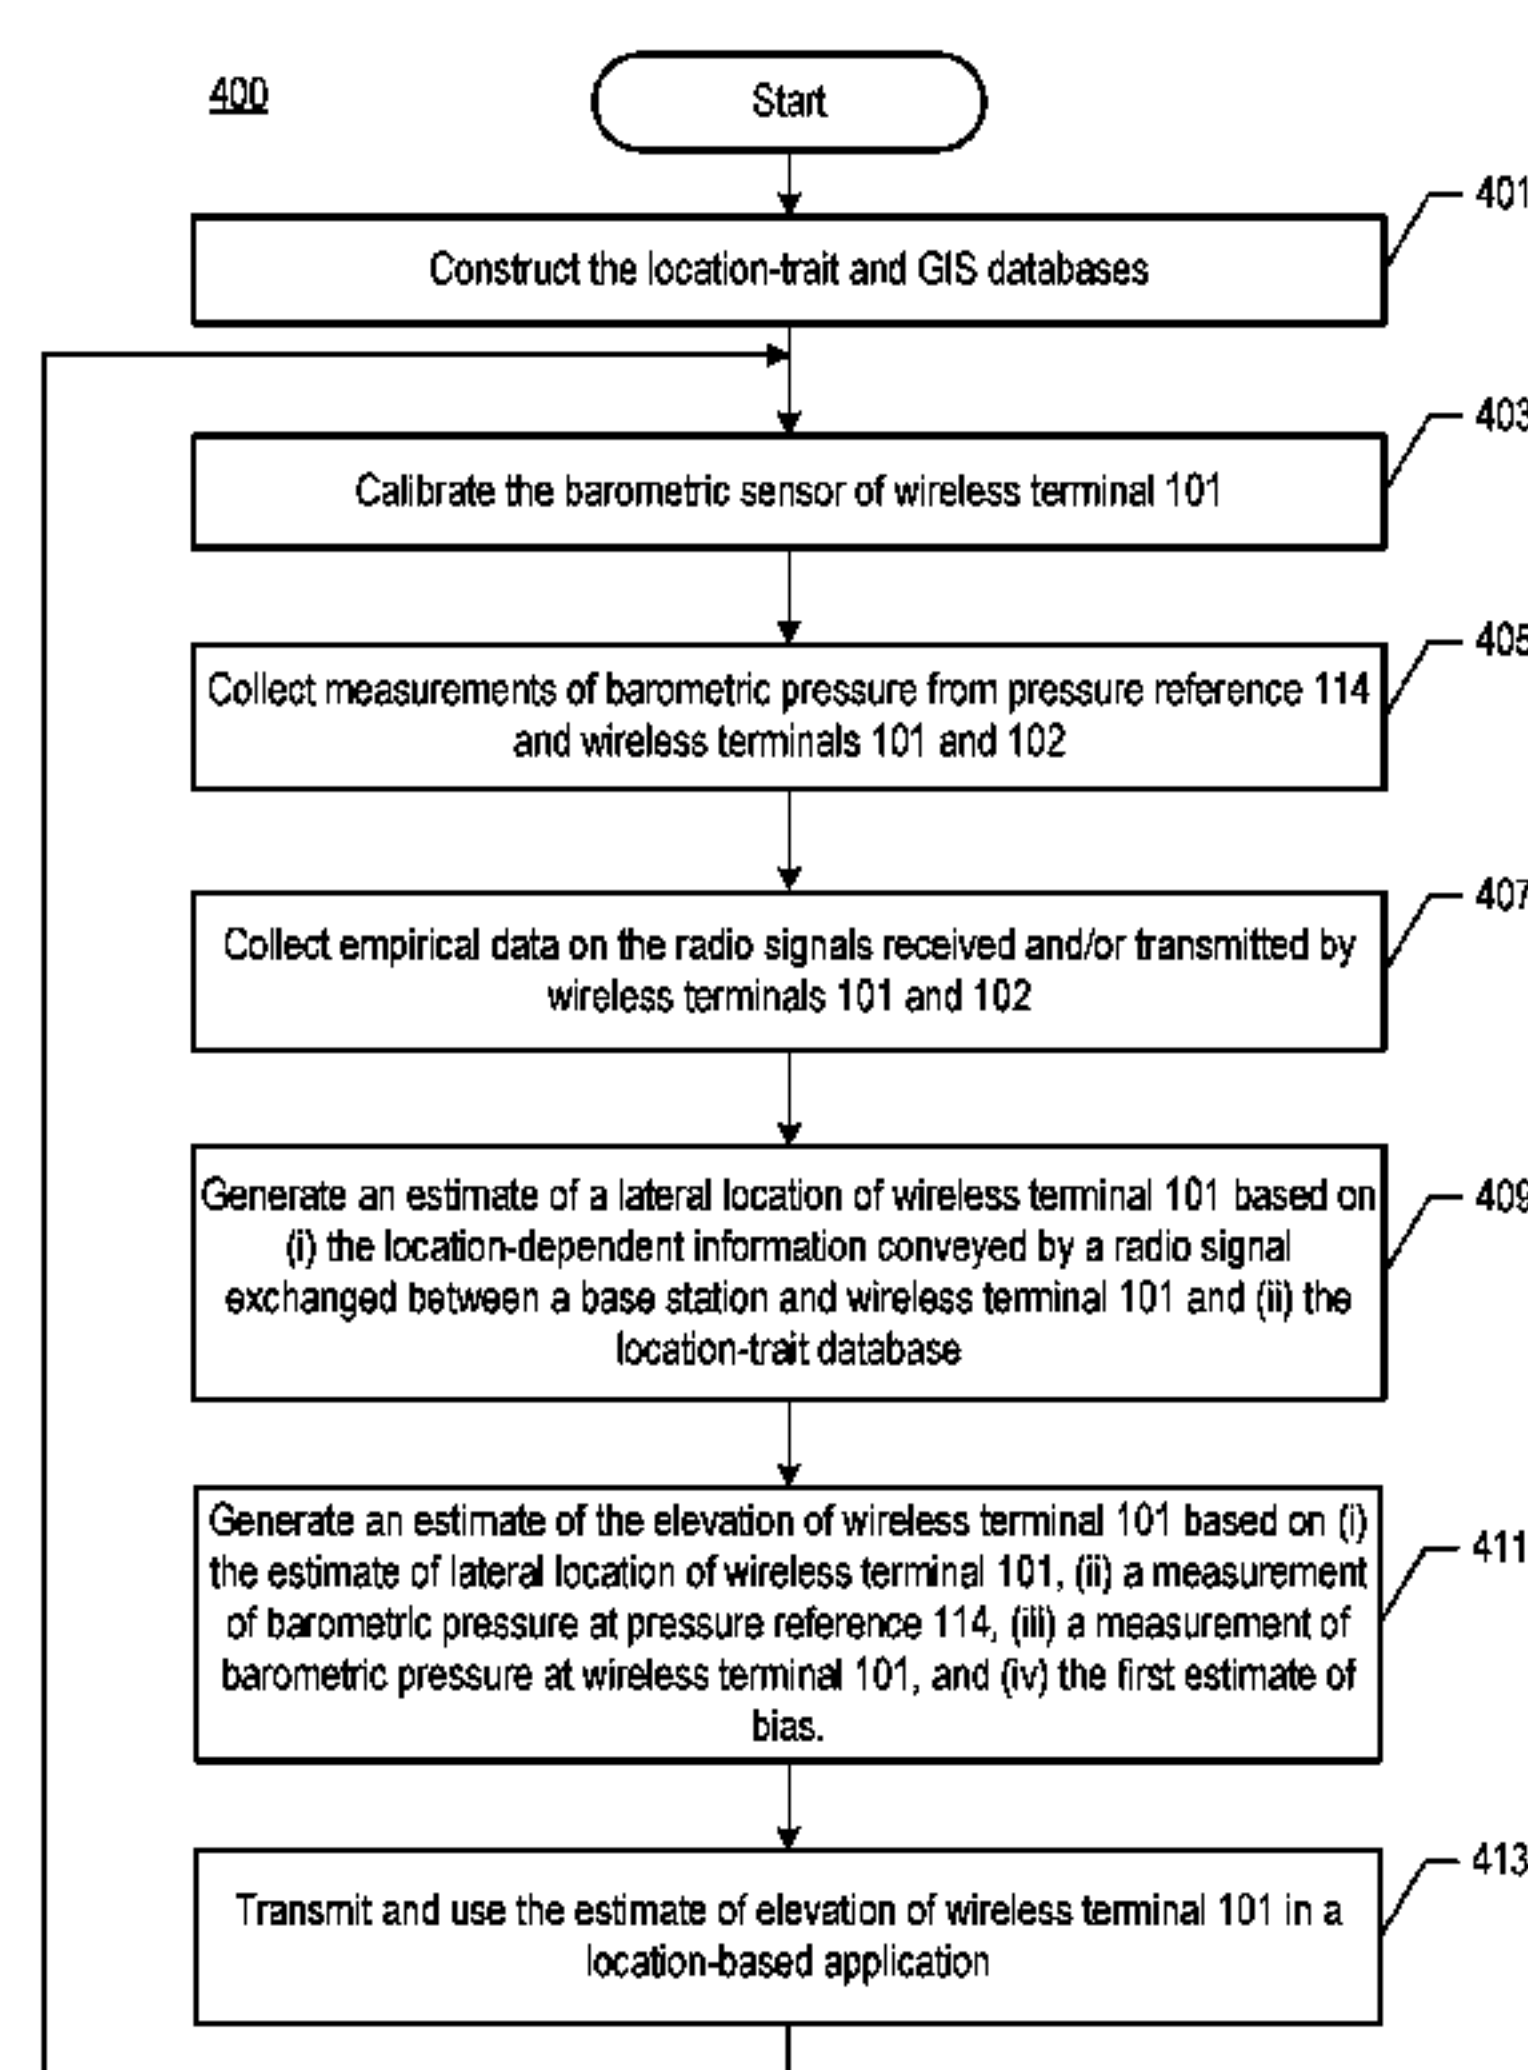 400
Start
401
Construct the location-trait and GIS databases
403
Calibrate the barometric sensor of wireless terminal 101
405
Collect measurements of barometric pressure from pressure reference 114
and wireless terminals 101 and 102
407
Collect empirical data on the radio signals received and/or transmitted by
wireless terminals 101 and 102
409
Generate an estimate of a lateral location of wireless terminal 101 based on
(i) the location-dependent information conveyed by a radio signal
exchanged between a base station and wireless terminal 101 and (ii) the
location-trait database
411
Generate an estimate of the elevation of wireless terminal 101 based on (i)
the estimate of lateral location of wireless terminal 101, (ii) a measurement
of barometric pressure at pressure reference 114, (iii) a measurement of
barometric pressure at wireless terminal 101, and (iv) the first estimate of
bias.
413
Transmit and use the estimate of elevation of wireless terminal 101 in a
location-based application